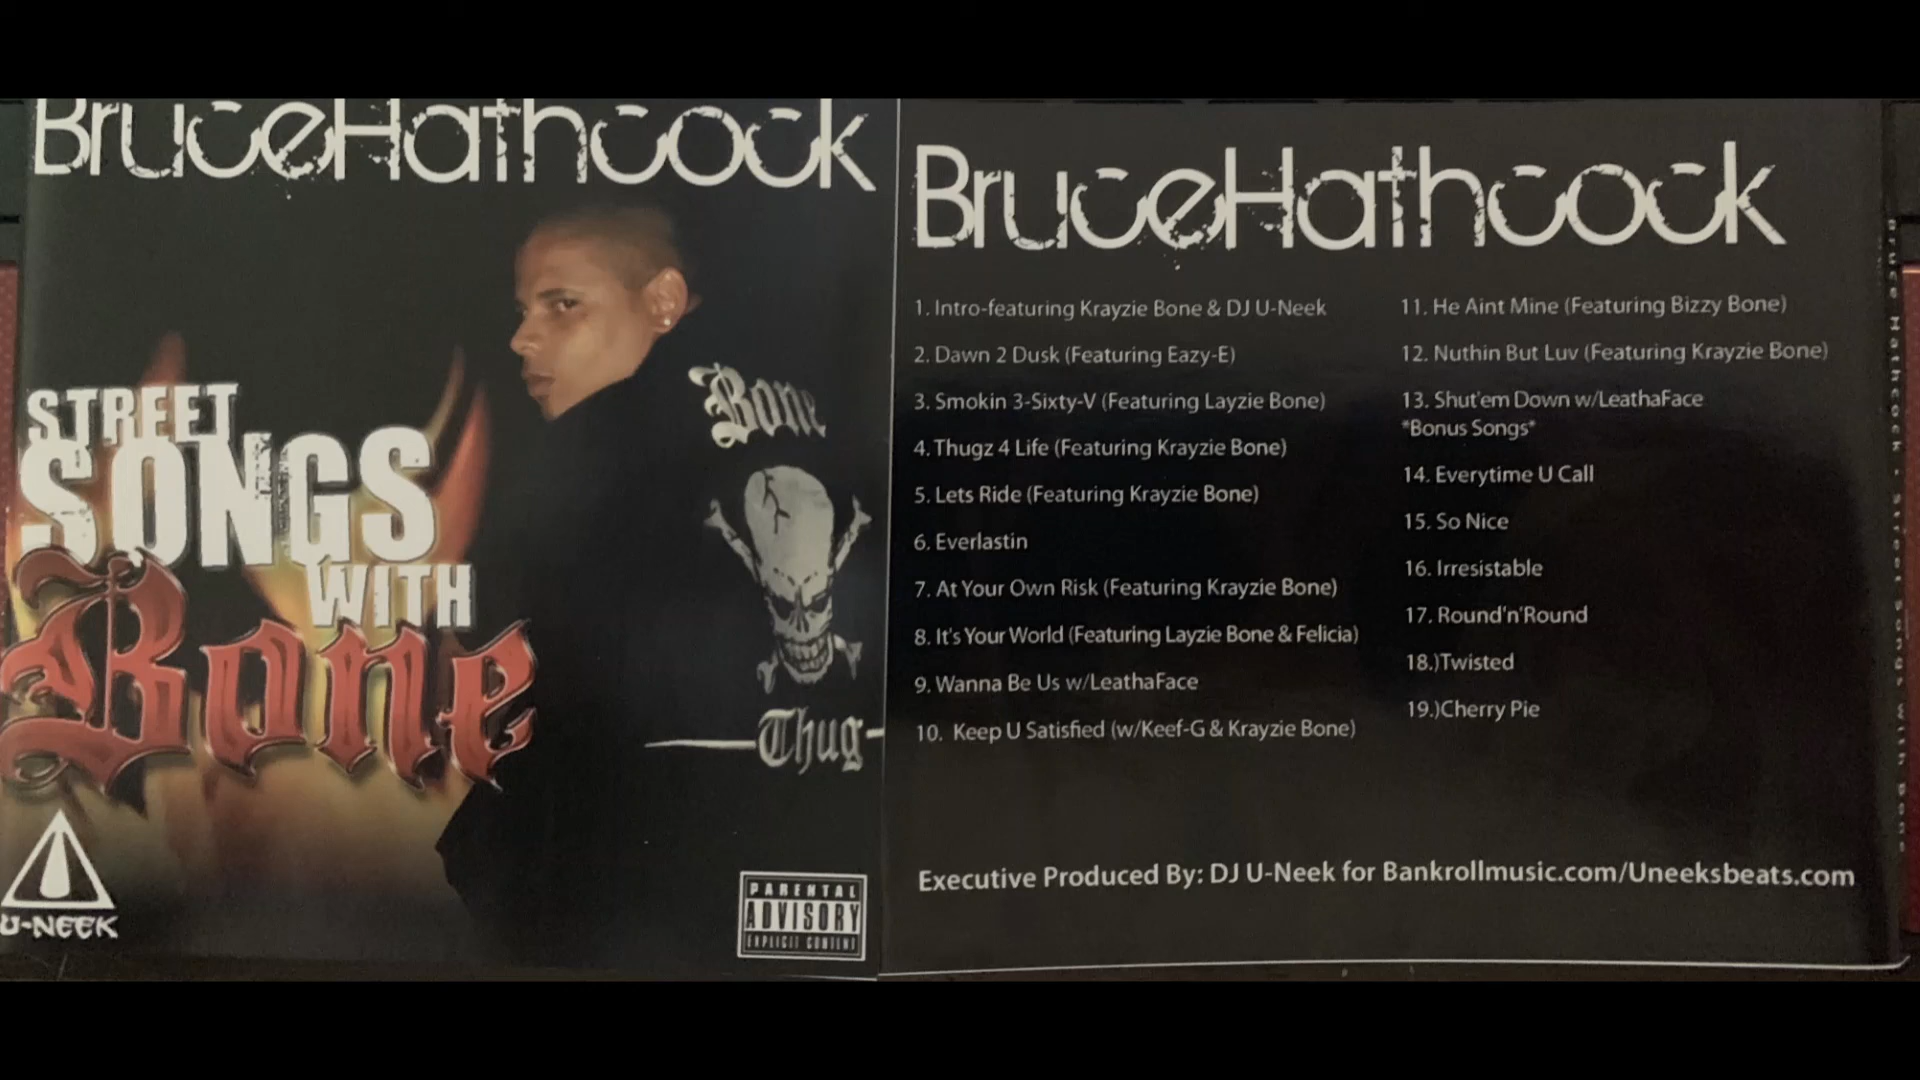 BruceHathcock
STREET
SONGS
WITH
Bone
Bone
Thug-
U-NEEK
PARENTAL
ADVISORY
EXPLICIT CONTENT
BruceHathcock
1. Intro-featuring Krayzie Bone & DJ U-Neek
2. Dawn 2 Dusk (Featuring Eazy-E)
3. Smokin 3-Sixty-V (Featuring Layzie Bone)
4. Thugz 4 Life (Featuring Krayzie Bone)
5. Lets Ride (Featuring Krayzie Bone)
6. Everlastin
7. At Your Own Risk (Featuring Krayzie Bone)
8. It's Your World (Featuring Layzie Bone & Felicia)
9. Wanna Be Us w/LeathaFace
10. Keep U Satisfied (w/Keef-G & Krayzie Bone)
11. He Aint Mine (Featuring Bizzy Bone)
12. Nuthin But Luv (Featuring Krayzie Bone)
13. Shut'em Down w/LeathaFace
*Bonus Songs*
14. Everytime U Call
15. So Nice
16. Irresistable
17. Round'n'Round
18.)Twisted
19.)Cherry Pie
Executive Produced By: DJ U-Neek for Bankrollmusic.com/Uneeksbeats.com
Bruce Hathcock - Street Songs With Bone